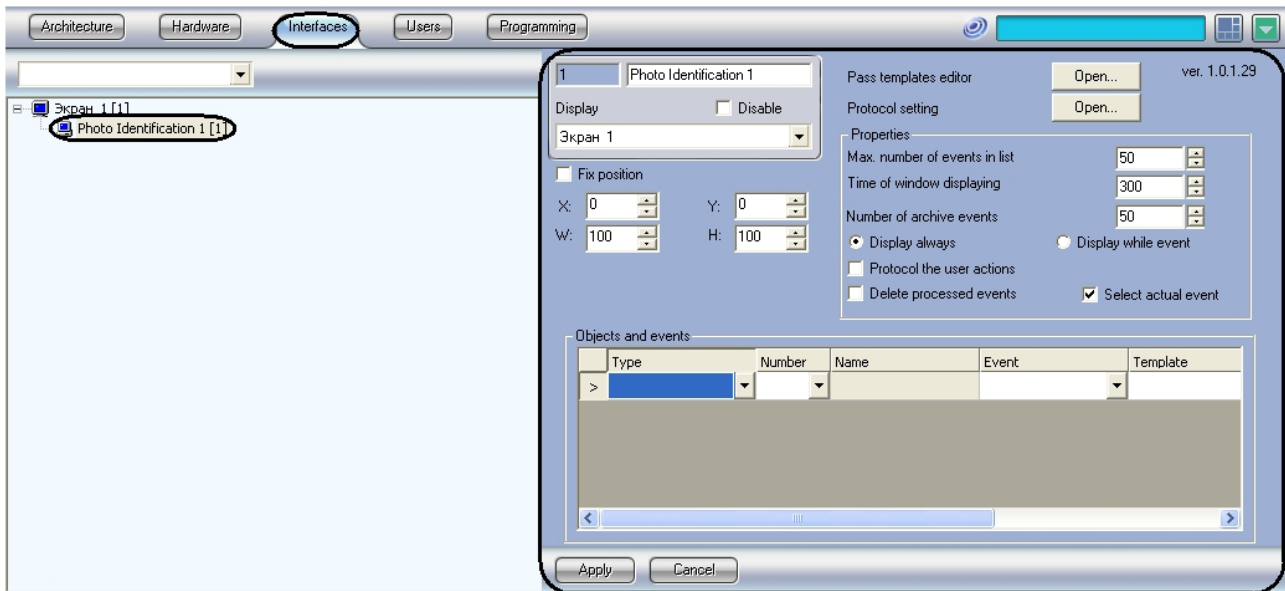 Architecture Hardware Interfaces Users Programming
Экран 1 [1]
Photo Identification 1 [1]
1 Photo Identification 1
Display Disable
Экран 1
Fix position
X: 0 Y: 0
W: 100 H: 100
Pass templates editor Open... ver. 1.0.1.29
Protocol setting Open...
Properties
Max. number of events in list 50
Time of window displaying 300
Number of archive events 50
Display always Display while event
Protocol the user actions
Delete processed events Select actual event
Objects and events
Type Number Name Event Template
>
Apply Cancel